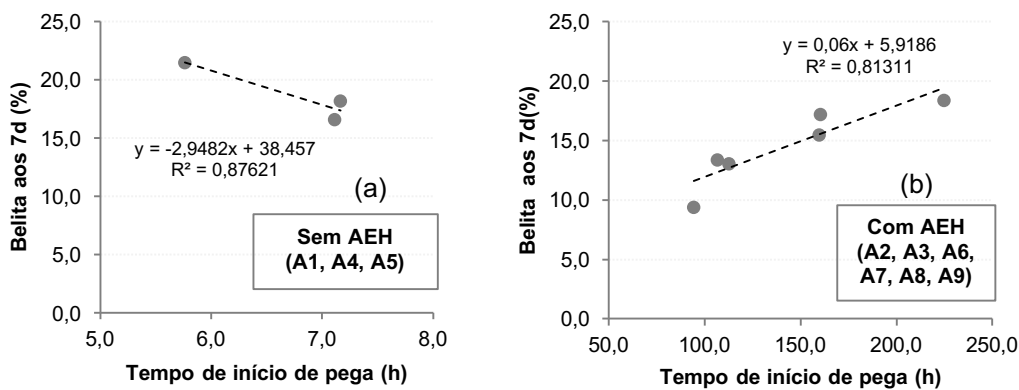 25,0
20,0
15,0
10,0
5,0
0,0
Belita aos 7d (%)
y = -2,9482x + 38,457
R² = 0,87621
(a)
Sem AEH
(A1, A4, A5)
5,0 6,0 7,0 8,0
Tempo de início de pega (h)
25,0
20,0
15,0
10,0
5,0
0,0
Belita aos 7d(%)
y = 0,06x + 5,9186
R² = 0,81311
(b)
Com AEH
(A2, A3, A6,
A7, A8, A9)
50,0 100,0 150,0 200,0 250,0
Tempo de início de pega (h)